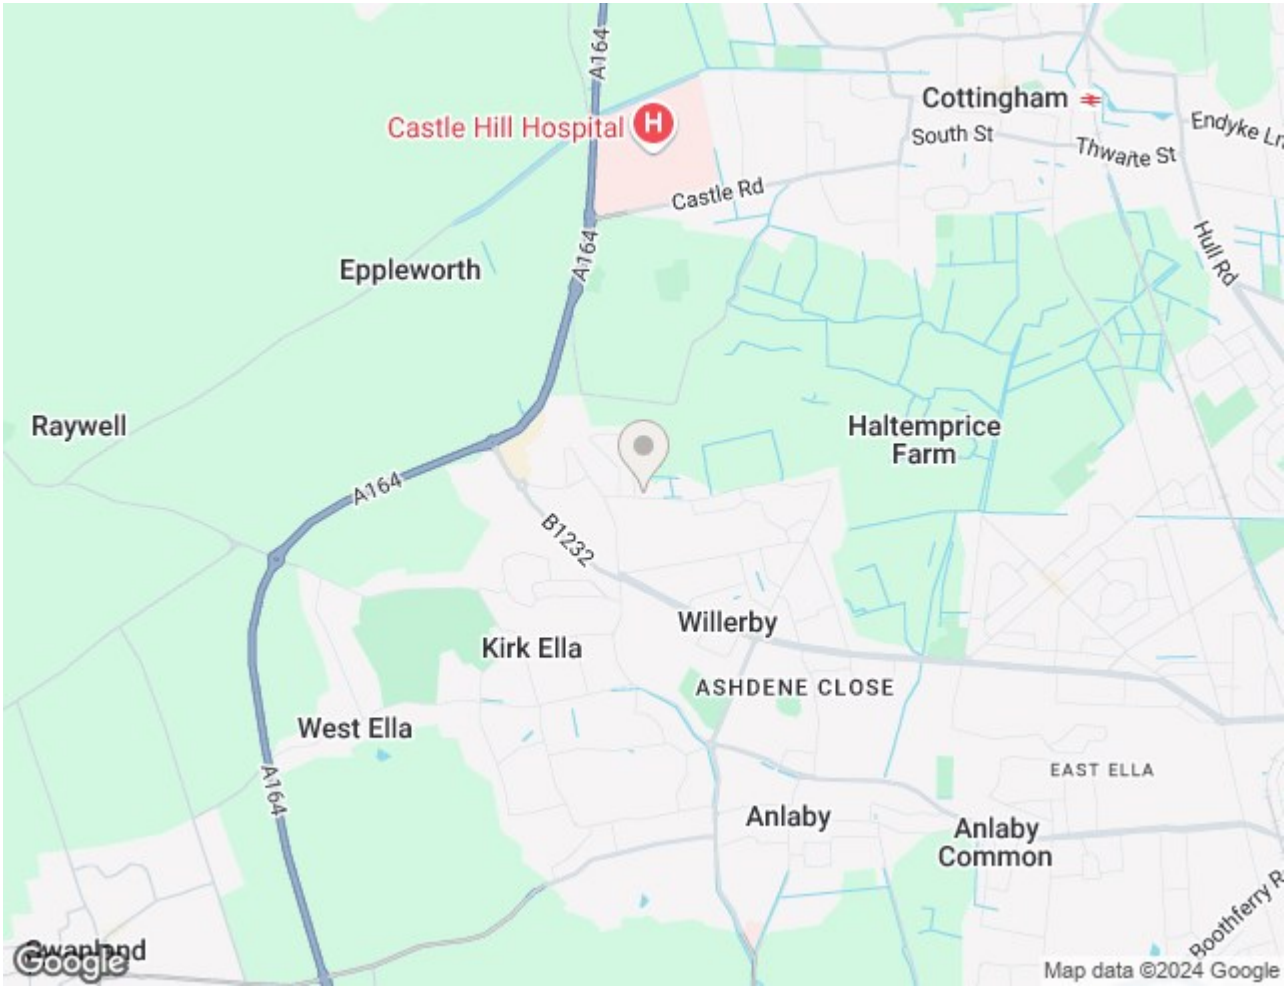 A164
Cottingham
Castle Hill Hospital
H
South St
Endyke Ln
Thwaite St
Castle Rd
A164
Hull Rd
Eppleworth
Raywell
Haltemprice
Farm
A164
B1232
Willerby
Kirk Ella
ASHDENE CLOSE
West Ella
EAST ELLA
A164
Anlaby
Anlaby
Common
Boothferry R
Swanland
Google
Map data ©2024 Google